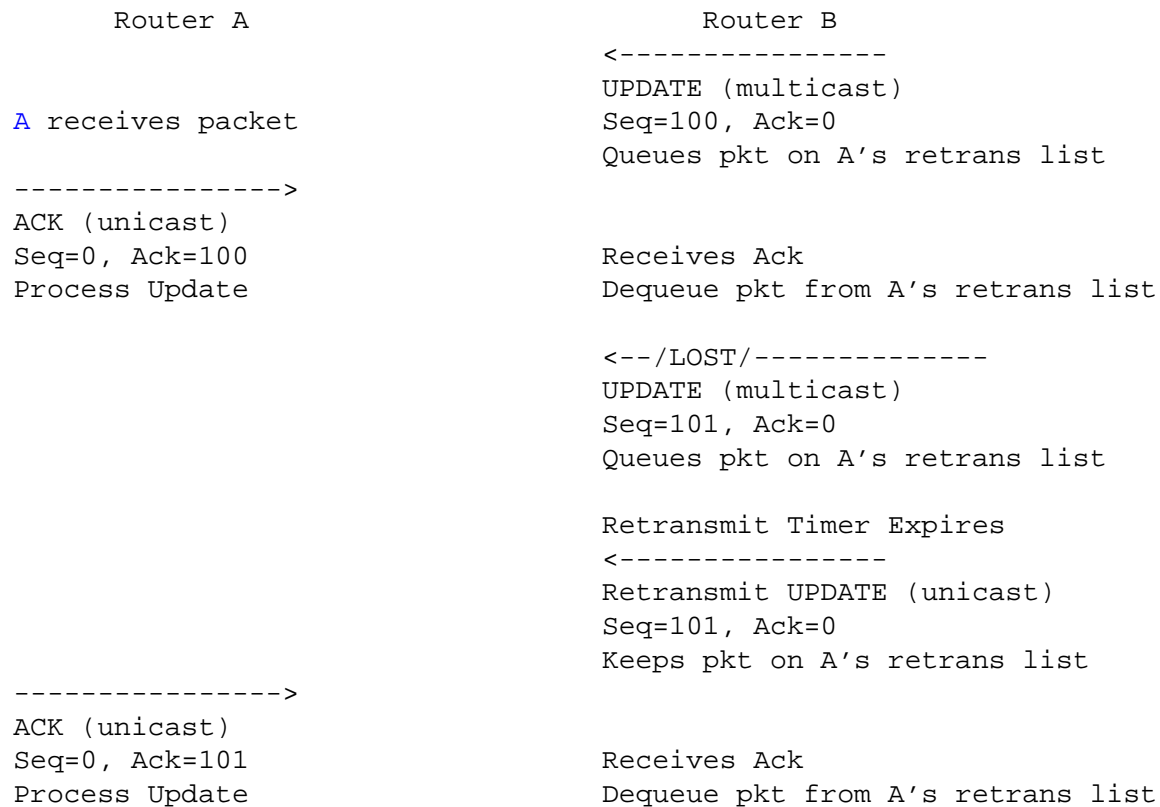 Router A                                  Router B
                                    <----------------
                                    UPDATE (multicast)
A receives packet                   Seq=100, Ack=0
                                    Queues pkt on A's retrans list
---------------->
ACK (unicast)
Seq=0, Ack=100                      Receives Ack
Process Update                      Dequeue pkt from A's retrans list
                                    <--/LOST/--------------
                                    UPDATE (multicast)
                                    Seq=101, Ack=0
                                    Queues pkt on A's retrans list
                                    Retransmit Timer Expires
                                    <----------------
                                    Retransmit UPDATE (unicast)
                                    Seq=101, Ack=0
                                    Keeps pkt on A's retrans list
---------------->
ACK (unicast)
Seq=0, Ack=101                      Receives Ack
Process Update                      Dequeue pkt from A's retrans list